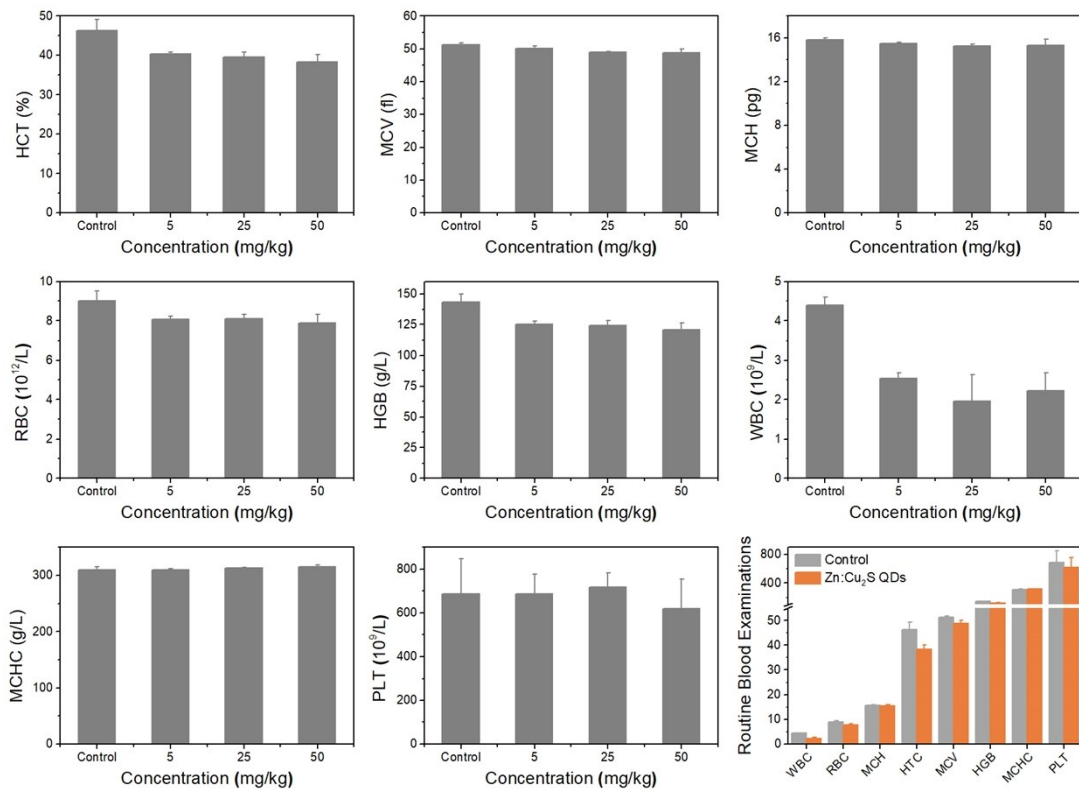 HCT (%)
50
40
30
20
10
0
Control 5 25 50
Concentration (mg/kg)
MCV (fl)
60
50
40
30
20
10
0
Control 5 25 50
Concentration (mg/kg)
MCH (pg)
16
12
8
4
0
Control 5 25 50
Concentration (mg/kg)
RBC (10¹²/L)
10
8
6
4
2
0
Control 5 25 50
Concentration (mg/kg)
HGB (g/L)
150
125
100
75
50
25
0
Control 5 25 50
Concentration (mg/kg)
WBC (10⁹/L)
5
4
3
2
1
0
Control 5 25 50
Concentration (mg/kg)
MCHC (g/L)
300
200
100
0
Control 5 25 50
Concentration (mg/kg)
PLT (10⁹/L)
800
600
400
200
0
Control 5 25 50
Concentration (mg/kg)
Routine Blood Examinations
Control
Zn:Cu₂S QDs
800
400
50
40
30
20
10
0
WBC RBC MCH HTC MCV HGB MCHC PLT